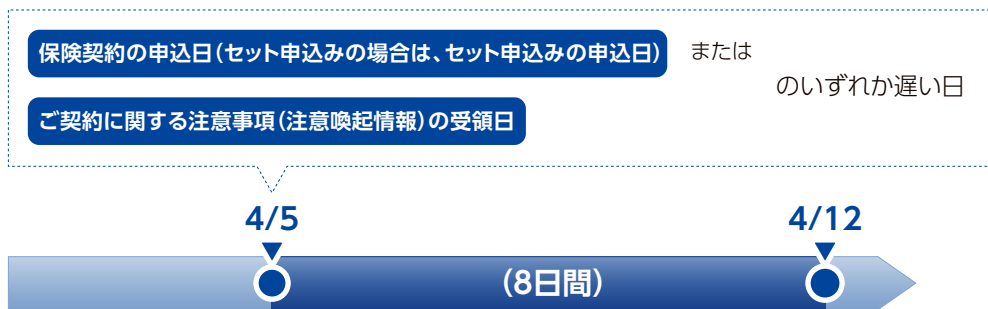 保険契約の申込日(セット申込みの場合は、セット申込みの申込日)
または
のいずれか遅い日
ご契約に関する注意事項(注意喚起情報)の受領日
4/5
4/12
(8日間)